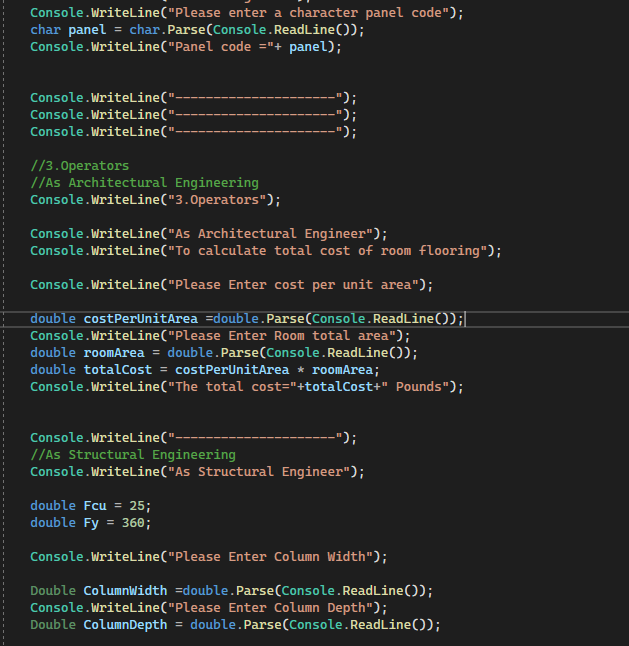 Console.WriteLine("Please enter a character panel code");
char panel = char.Parse(Console.ReadLine());
Console.WriteLine("Panel code ="+ panel);
Console.WriteLine("---------------------");
Console.WriteLine("---------------------");
Console.WriteLine("---------------------");
//3.Operators
//As Architectural Engineering
Console.WriteLine("3.Operators");
Console.WriteLine("As Architectural Engineer");
Console.WriteLine("To calculate total cost of room flooring");
Console.WriteLine("Please Enter cost per unit area");
double costPerUnitArea =double.Parse(Console.ReadLine());
Console.WriteLine("Please Enter Room total area");
double roomArea = double.Parse(Console.ReadLine());
double totalCost = costPerUnitArea * roomArea;
Console.WriteLine("The total cost="+totalCost+" Pounds");
Console.WriteLine("---------------------");
//As Structural Engineering
Console.WriteLine("As Structural Engineer");
double Fcu = 25;
double Fy = 360;
Console.WriteLine("Please Enter Column Width");
Double ColumnWidth =double.Parse(Console.ReadLine());
Console.WriteLine("Please Enter Column Depth");
Double ColumnDepth = double.Parse(Console.ReadLine());